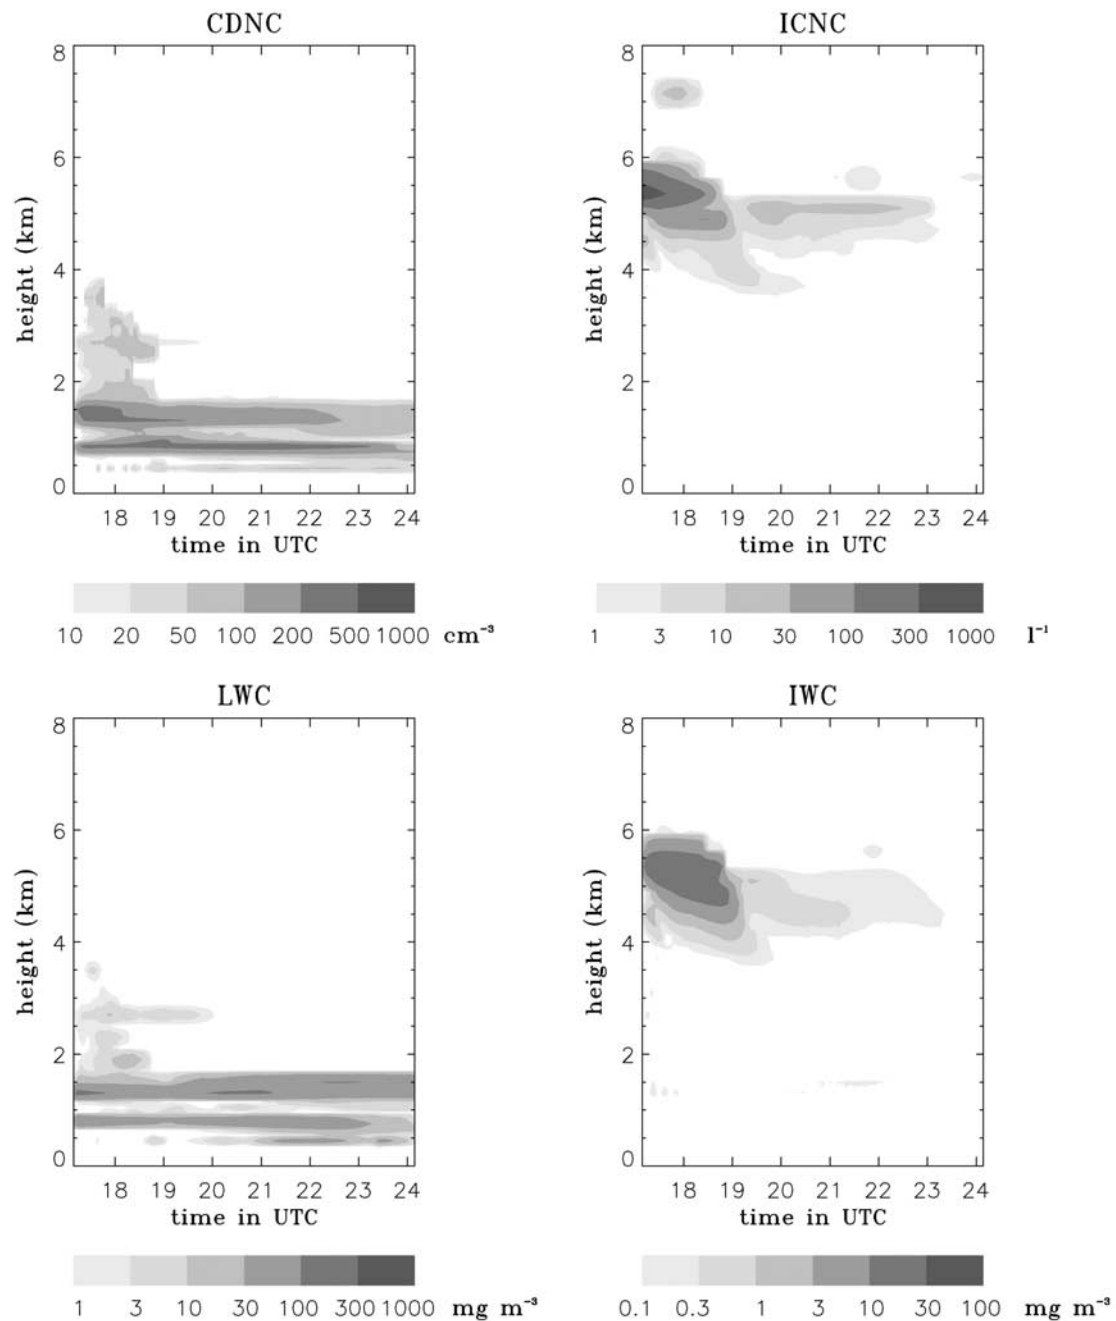 CDNC
8
6
4
2
0
height (km)
18 19 20 21 22 23 24
time in UTC
10 20 50 100 200 500 1000 cm⁻³
ICNC
8
6
4
2
0
height (km)
18 19 20 21 22 23 24
time in UTC
1 3 10 30 100 300 1000 l⁻¹
LWC
8
6
4
2
0
height (km)
18 19 20 21 22 23 24
time in UTC
1 3 10 30 100 300 1000 mg m⁻³
IWC
8
6
4
2
0
height (km)
18 19 20 21 22 23 24
time in UTC
0.1 0.3 1 3 10 30 100 mg m⁻³